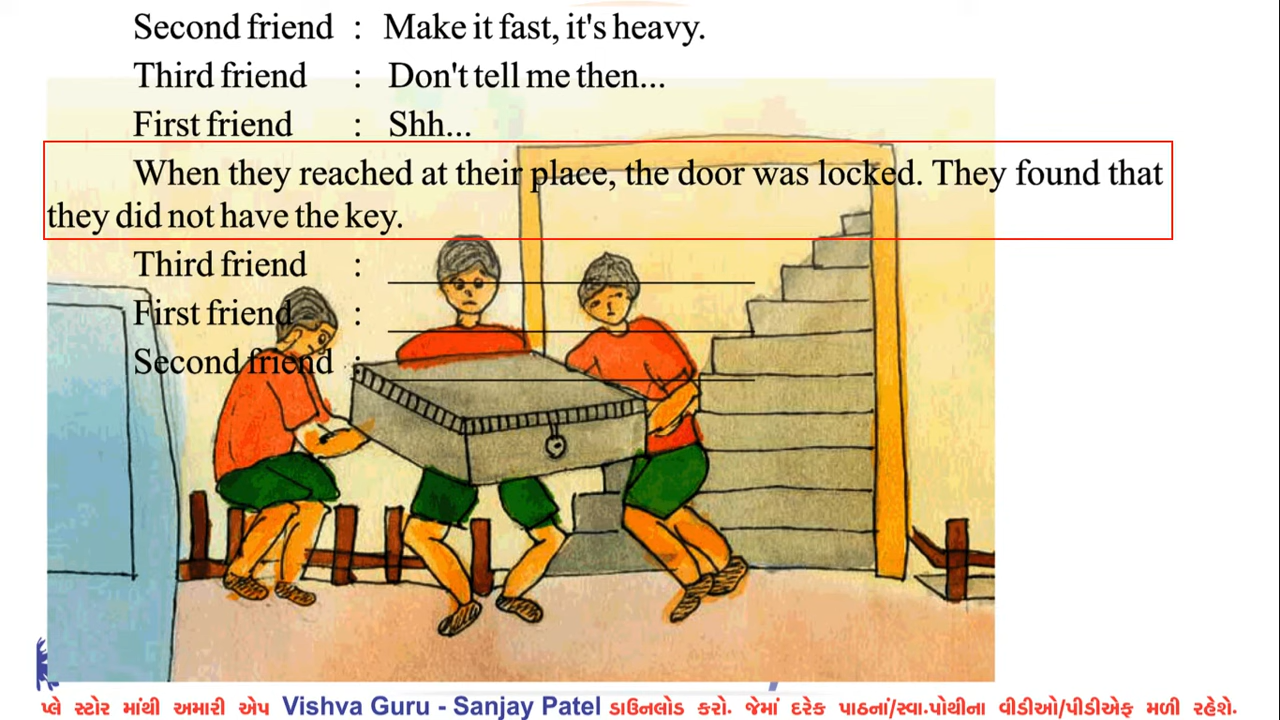 Second friend : Make it fast, it's heavy.
Third friend : Don't tell me then...
First friend : Shh...
When they reached at their place, the door was locked. They found that
they did not have the key.
Third friend :
First friend :
Second friend :
પ્લે સ્ટોર માંથી અમારી એપ Vishva Guru - Sanjay Patel ડાઉનલોડ કરો. જેમાં દરેક પાઠનાં/સ્વા.પોથીના વીડીઓ/પીડીએફ મળી રહેશે.